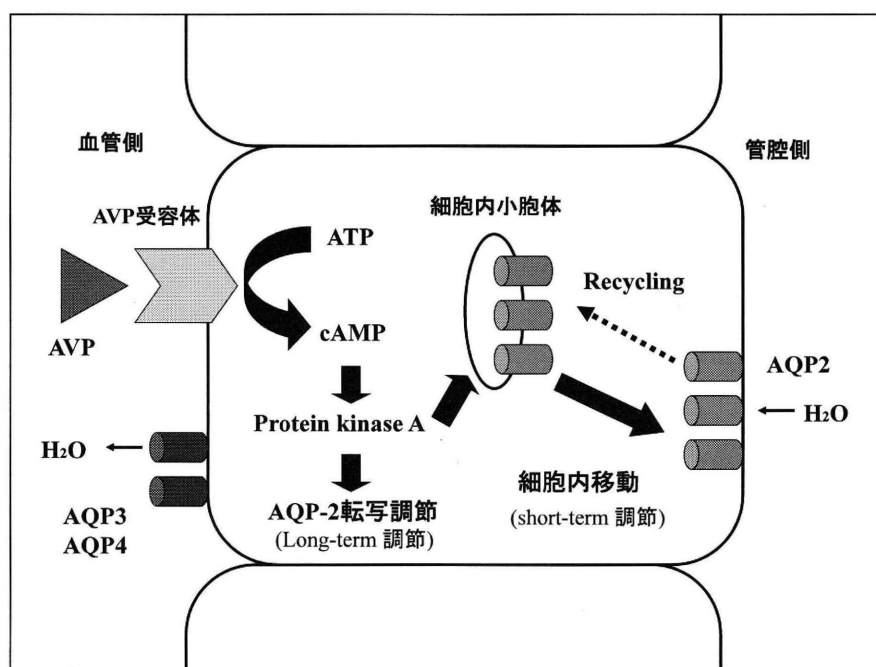 血管側
管腔側
AVP受容体
ATP
細胞内小胞体
Recycling
AVP
cAMP
AQP2
Protein kinase A
H₂O
H₂O
細胞内移動
(short-term 調節)
AQP-2転写調節
(Long-term 調節)
AQP3
AQP4